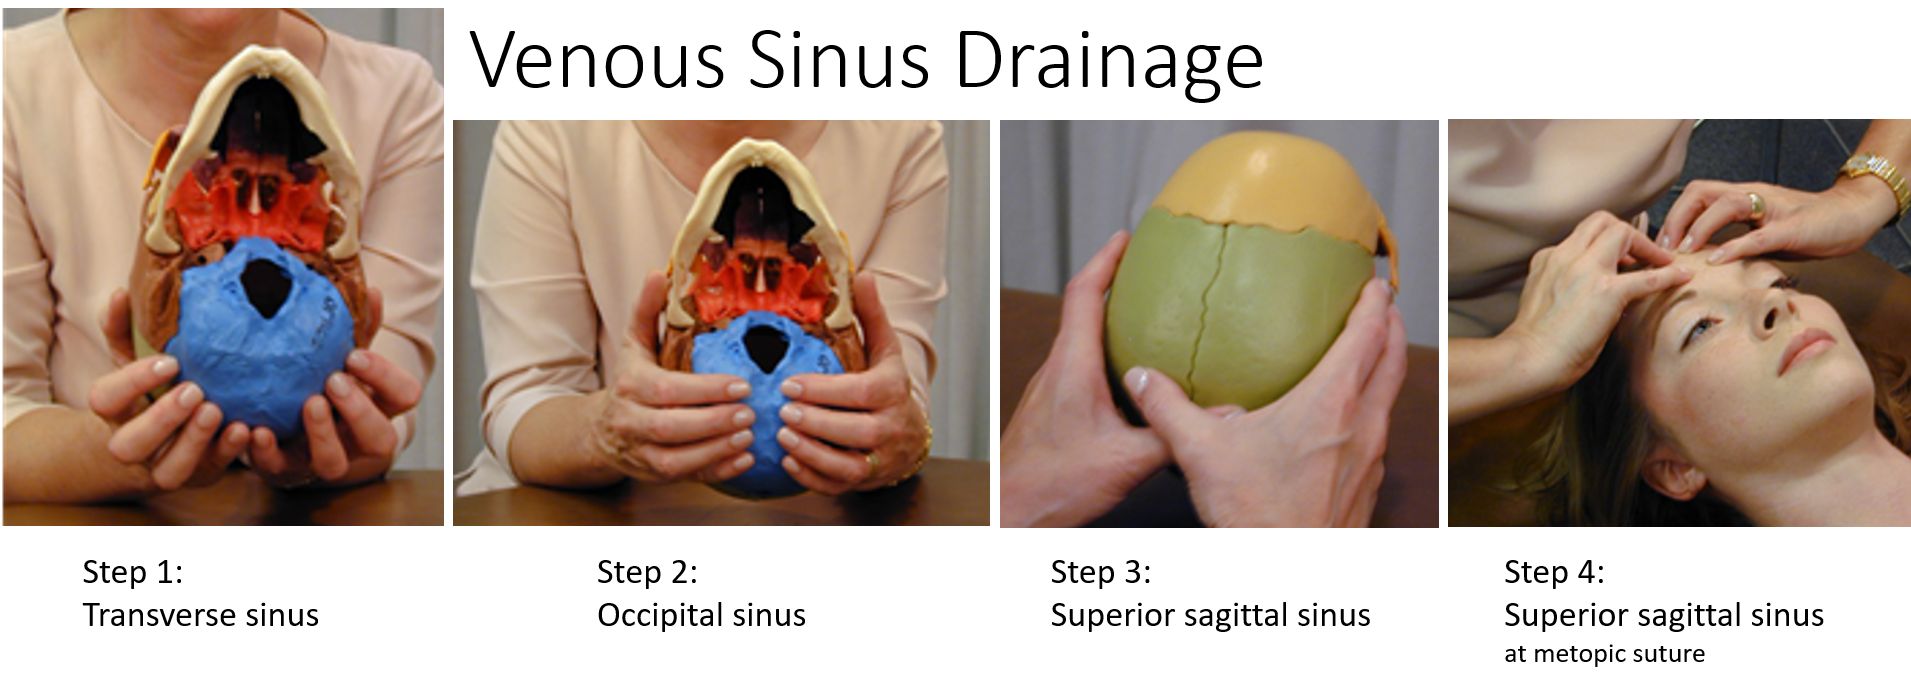 Venous Sinus Drainage
Step 1:
Transverse sinus
Step 2:
Occipital sinus
Step 3:
Superior sagittal sinus
Step 4:
Superior sagittal sinus
at metopic suture